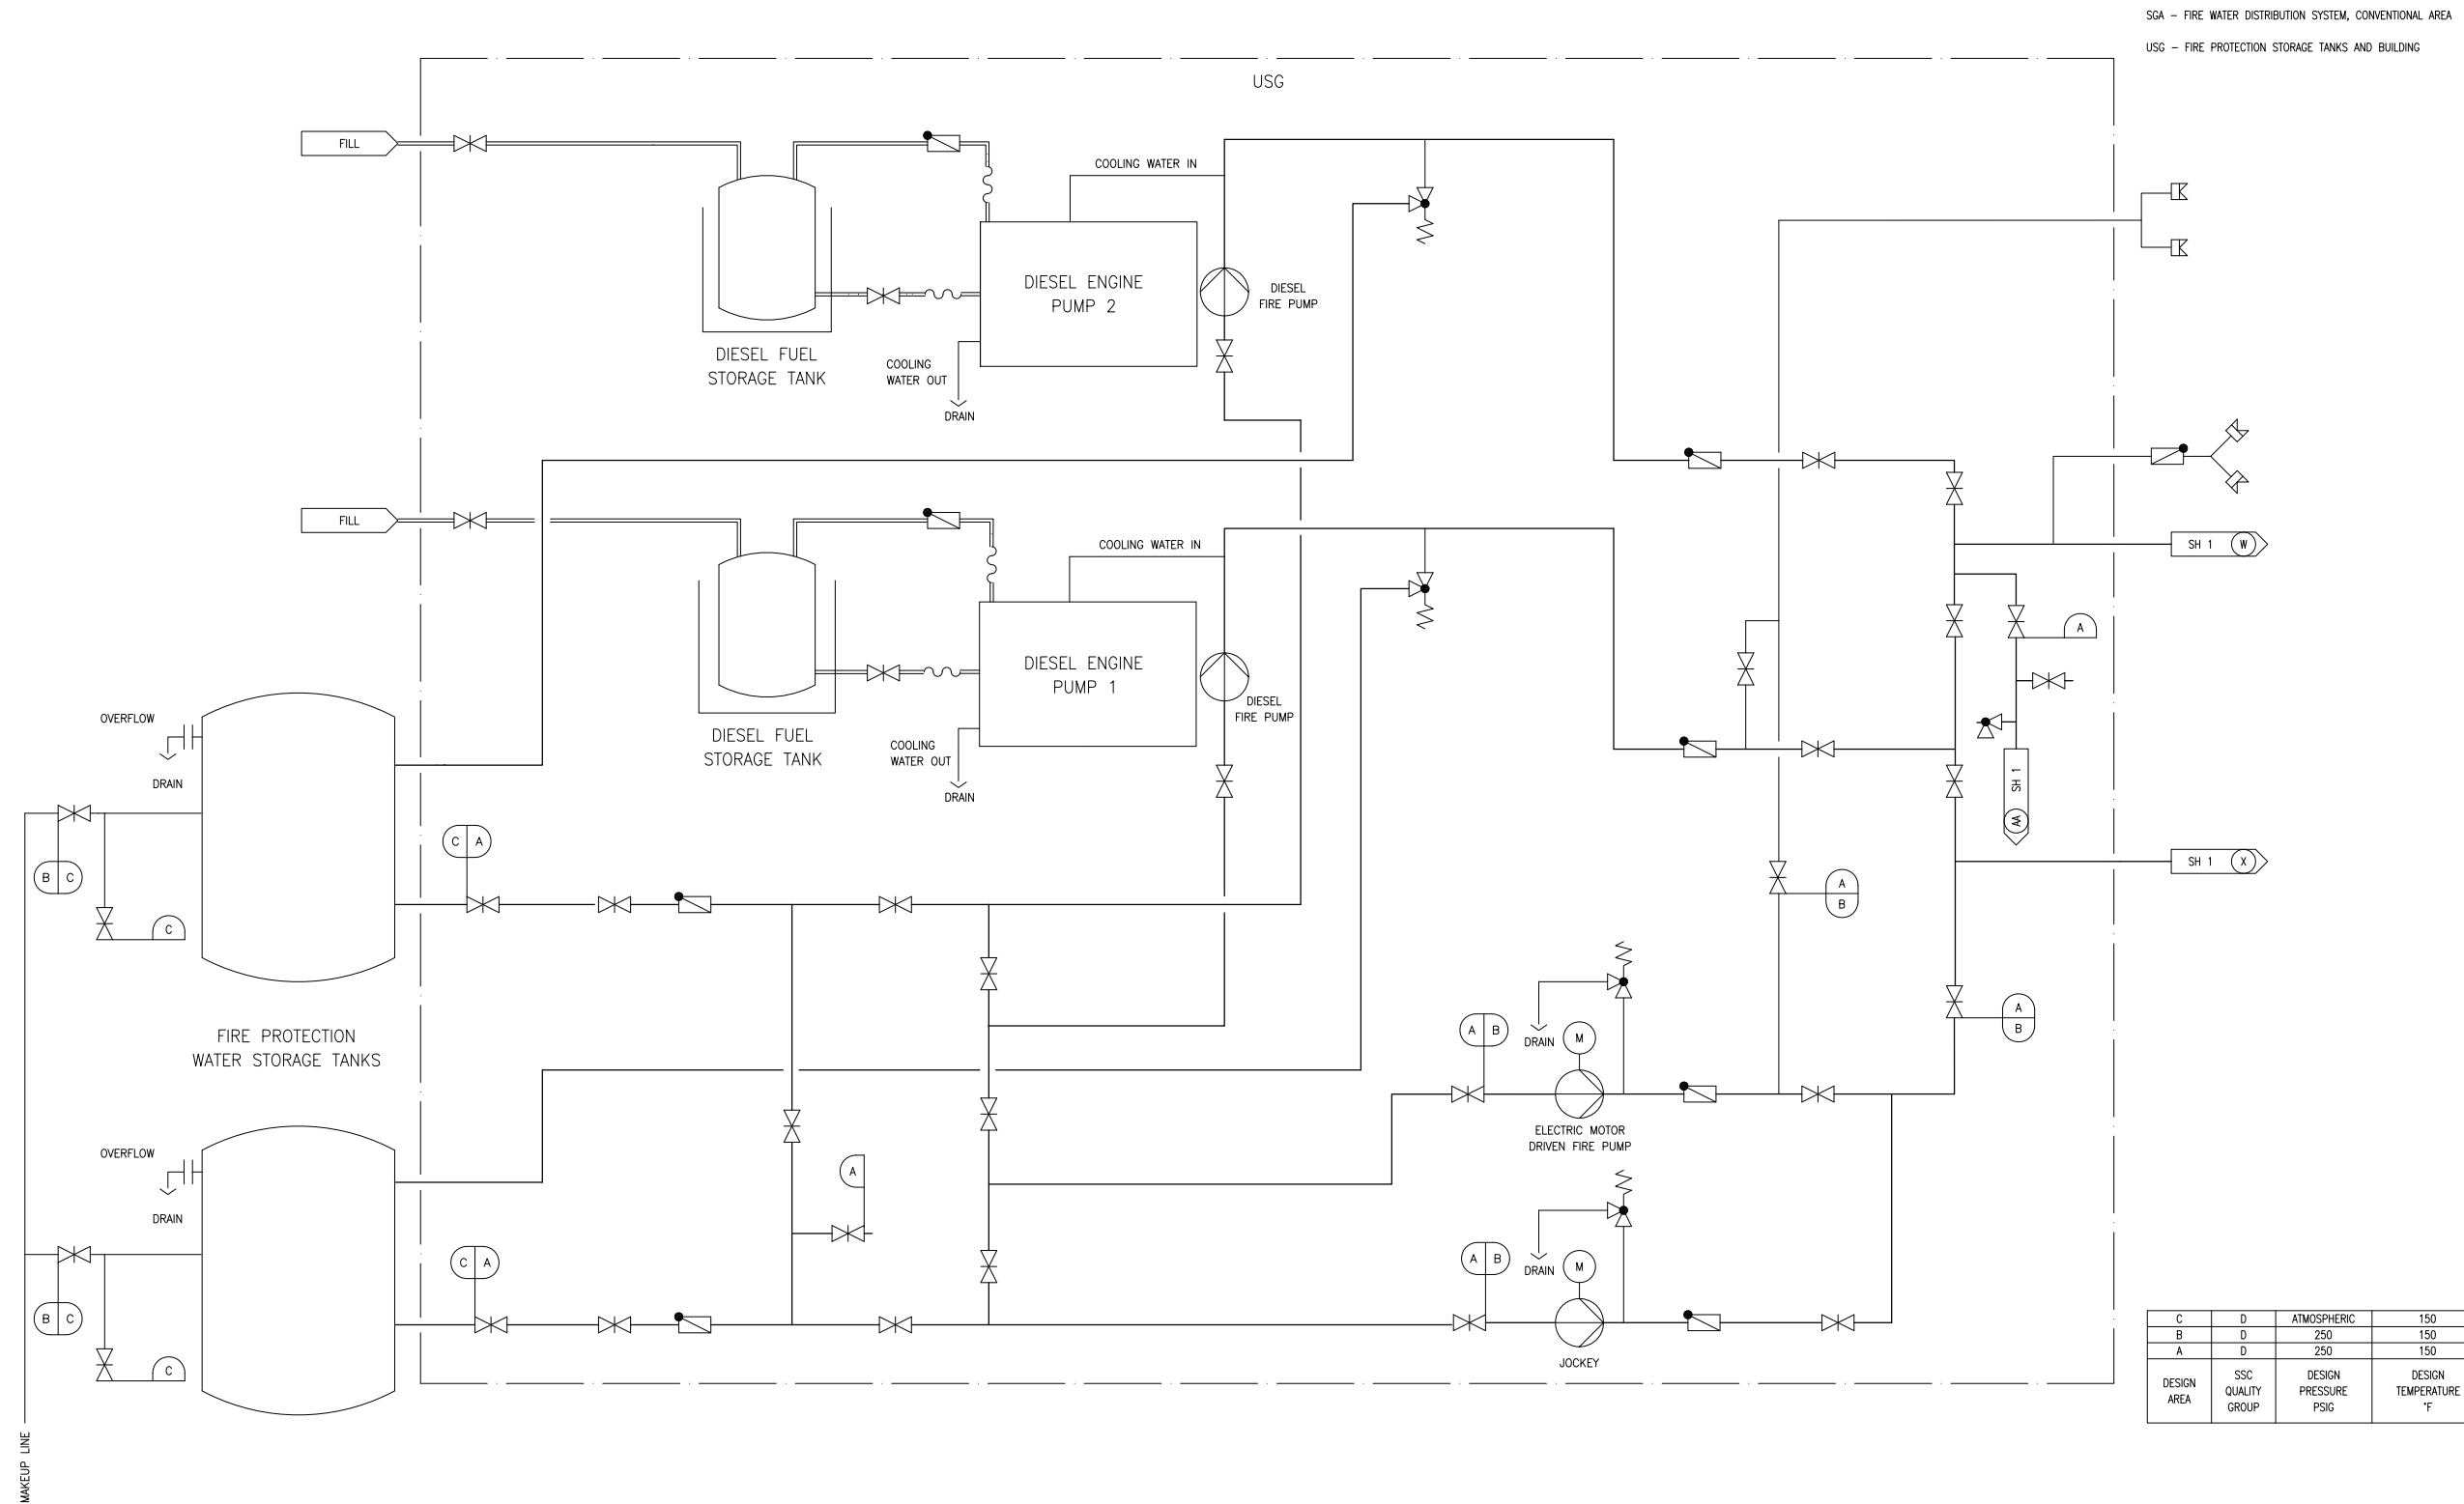 SGA – FIRE WATER DISTRIBUTION SYSTEM, CONVENTIONAL AREA
USG – FIRE PROTECTION STORAGE TANKS AND BUILDING
USG
FILL
COOLING WATER IN
DIESEL ENGINE
PUMP 2
DIESEL
FIRE PUMP
DIESEL FUEL
STORAGE TANK
COOLING
WATER OUT
DRAIN
FILL
COOLING WATER IN
SH 1 W
A
DIESEL ENGINE
PUMP 1
DIESEL
FIRE PUMP
DIESEL FUEL
STORAGE TANK
COOLING
WATER OUT
DRAIN
OVERFLOW
DRAIN
SH 1 AA
C A
B C
C
SH 1 X
A
B
A
B
FIRE PROTECTION
WATER STORAGE TANKS
A B
M
DRAIN
ELECTRIC MOTOR
DRIVEN FIRE PUMP
OVERFLOW
DRAIN
A
C A
A B
M
DRAIN
B C
C
JOCKEY
C D ATMOSPHERIC 150
B D 250 150
A D 250 150
DESIGN
AREA
SSC
QUALITY
GROUP
DESIGN
PRESSURE
PSIG
DESIGN
TEMPERATURE
°F
MAKEUP LINE